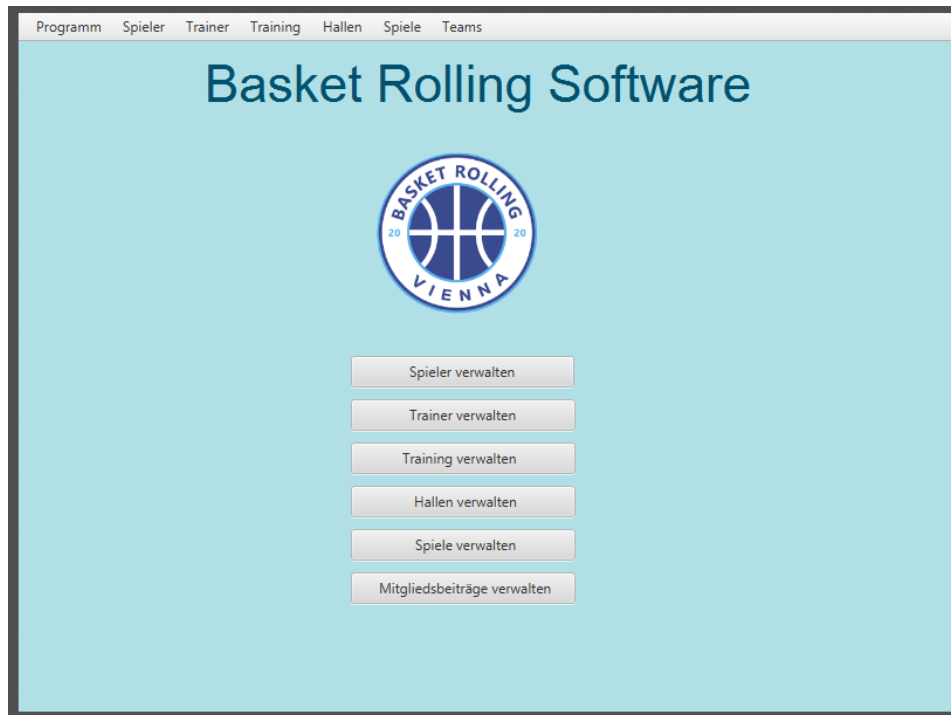 Programm Spieler Trainer Training Hallen Spiele Teams
Basket Rolling Software
BASKET ROLLING
20 20
VIENNA
Spieler verwalten
Trainer verwalten
Training verwalten
Hallen verwalten
Spiele verwalten
Mitgliedsbeiträge verwalten